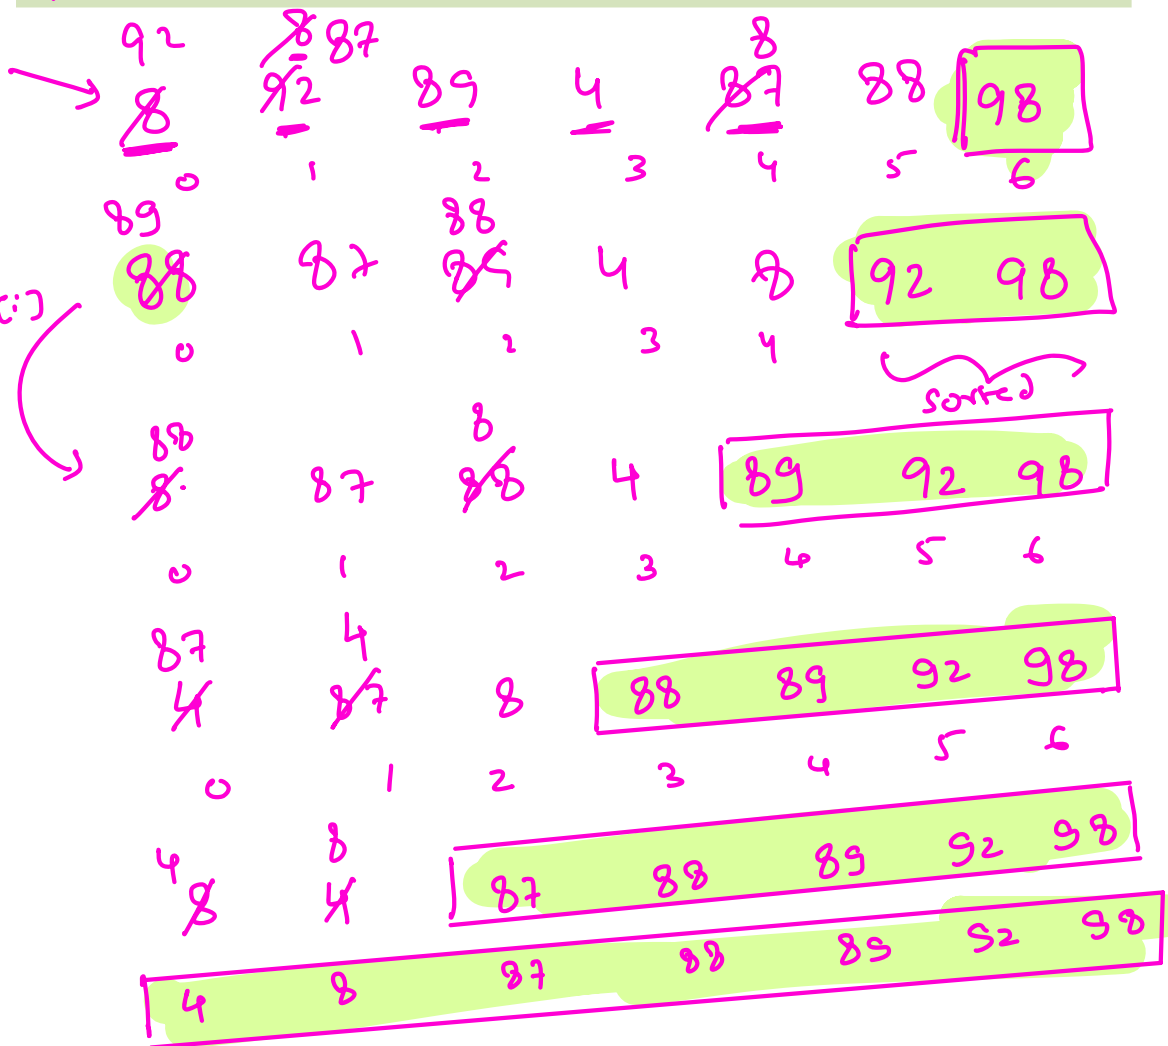 92 8 87 8
8 92 89 4 87 88 98
0 1 2 3 4 5 6
89 88
88 87 89 4 8 92 98
0 1 2 3 4
sorted
88 8
8 87 88 4 89 92 98
0 1 2 3 4 5 6
87 4
4 87 8 88 89 92 98
0 1 2 3 4 5 6
4 8
8 4 87 88 89 92 98
4 8 87 88 89 92 98